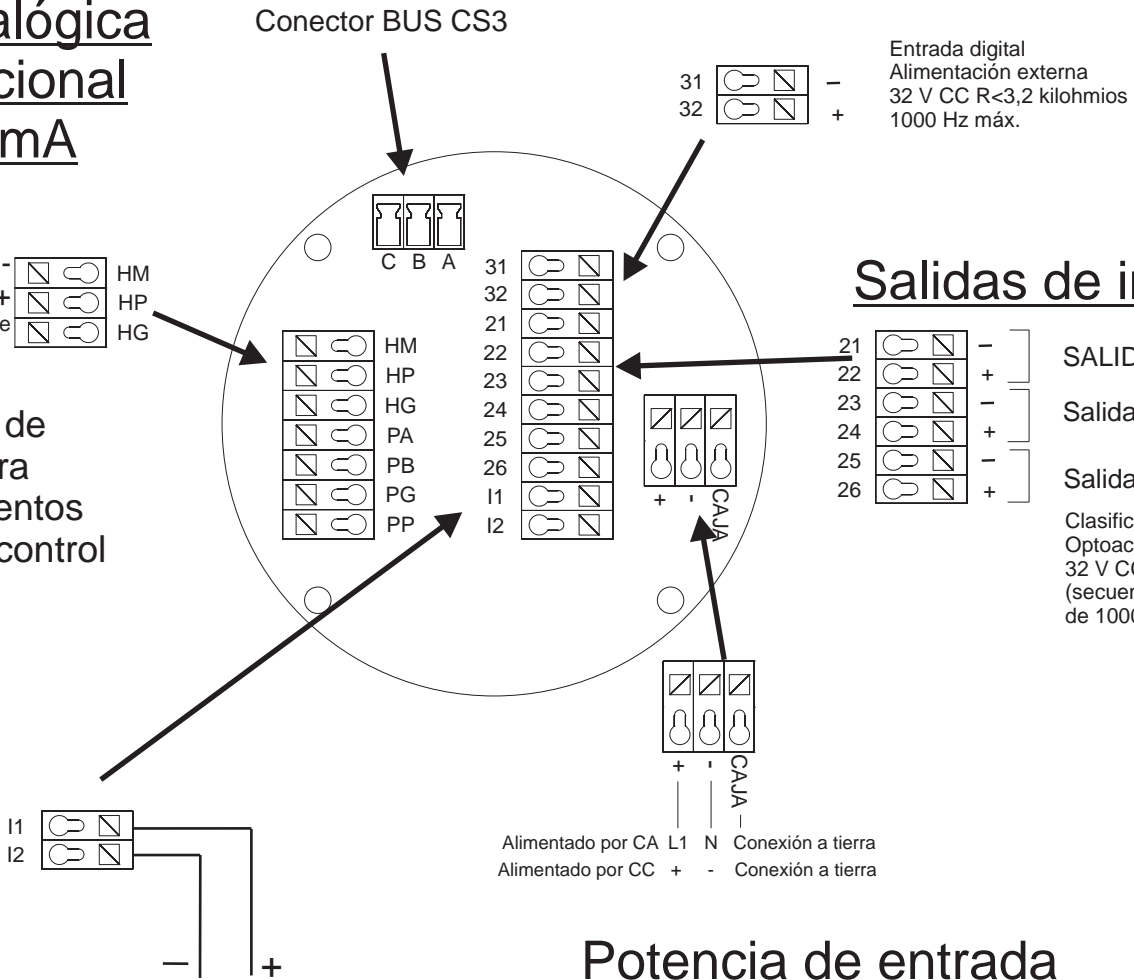 alógica
cional
mA
Conector BUS CS3
31 –
32 +
Entrada digital
Alimentación externa
32 V CC R<3,2 kilohmios
1000 Hz máx.
C B A
- HM
+ HP
e HG
de
ra
entos
control
HM
HP
HG
PA
PB
PG
PP
31
32
21
22
23
24
25
26
I1
I2
+ - CAJA
Salidas de i
21 –
22 +
23 –
24 +
25 –
26 +
SALID
Salida
Salida
Clasific
Optoac
32 V CC
(secuen
de 1000
+ - CAJA
Alimentado por CA L1 N Conexión a tierra
Alimentado por CC + - Conexión a tierra
I1
I2
– +
Potencia de entrada